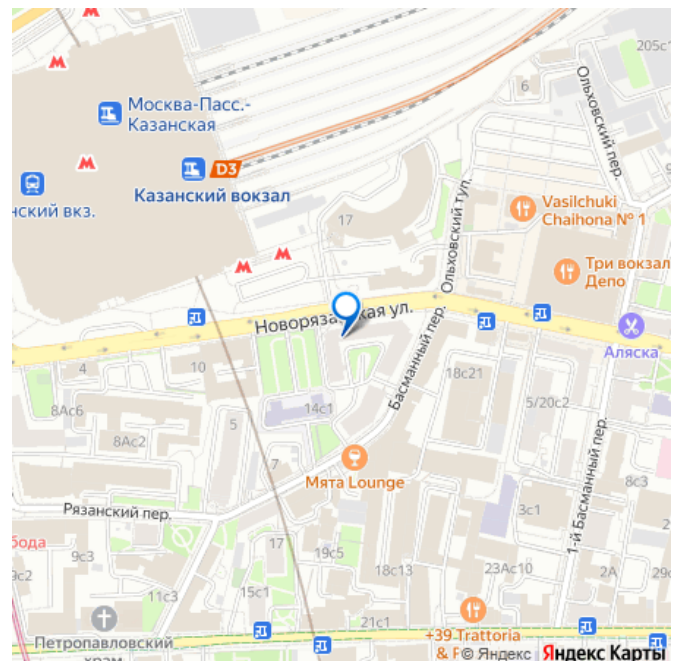 205с1
Ольховский пер.
6
Москва-Пасс.-
Казанская
D3
Казанский вокзал
нский вкз.
17
Ольховский туп.
Vasilchuki
Chaihona № 1
9
Три вокзал
Депо
Новорязанская ул.
Аляска
4
10
Басманный пер.
18с21
5/20с2
8Ас6
14с1
5
8Ас2
7
Мята Lounge
8с3
1-й Басманный пер.
Рязанский пер.
3с1
бода
17
19с5
9с3
9с2
18с13
23Ас10
2А
29с
15с1
11с3
21с1
Петропавловский
храм
+39 Trattoria
& P
© Яндекс Яндекс Карты